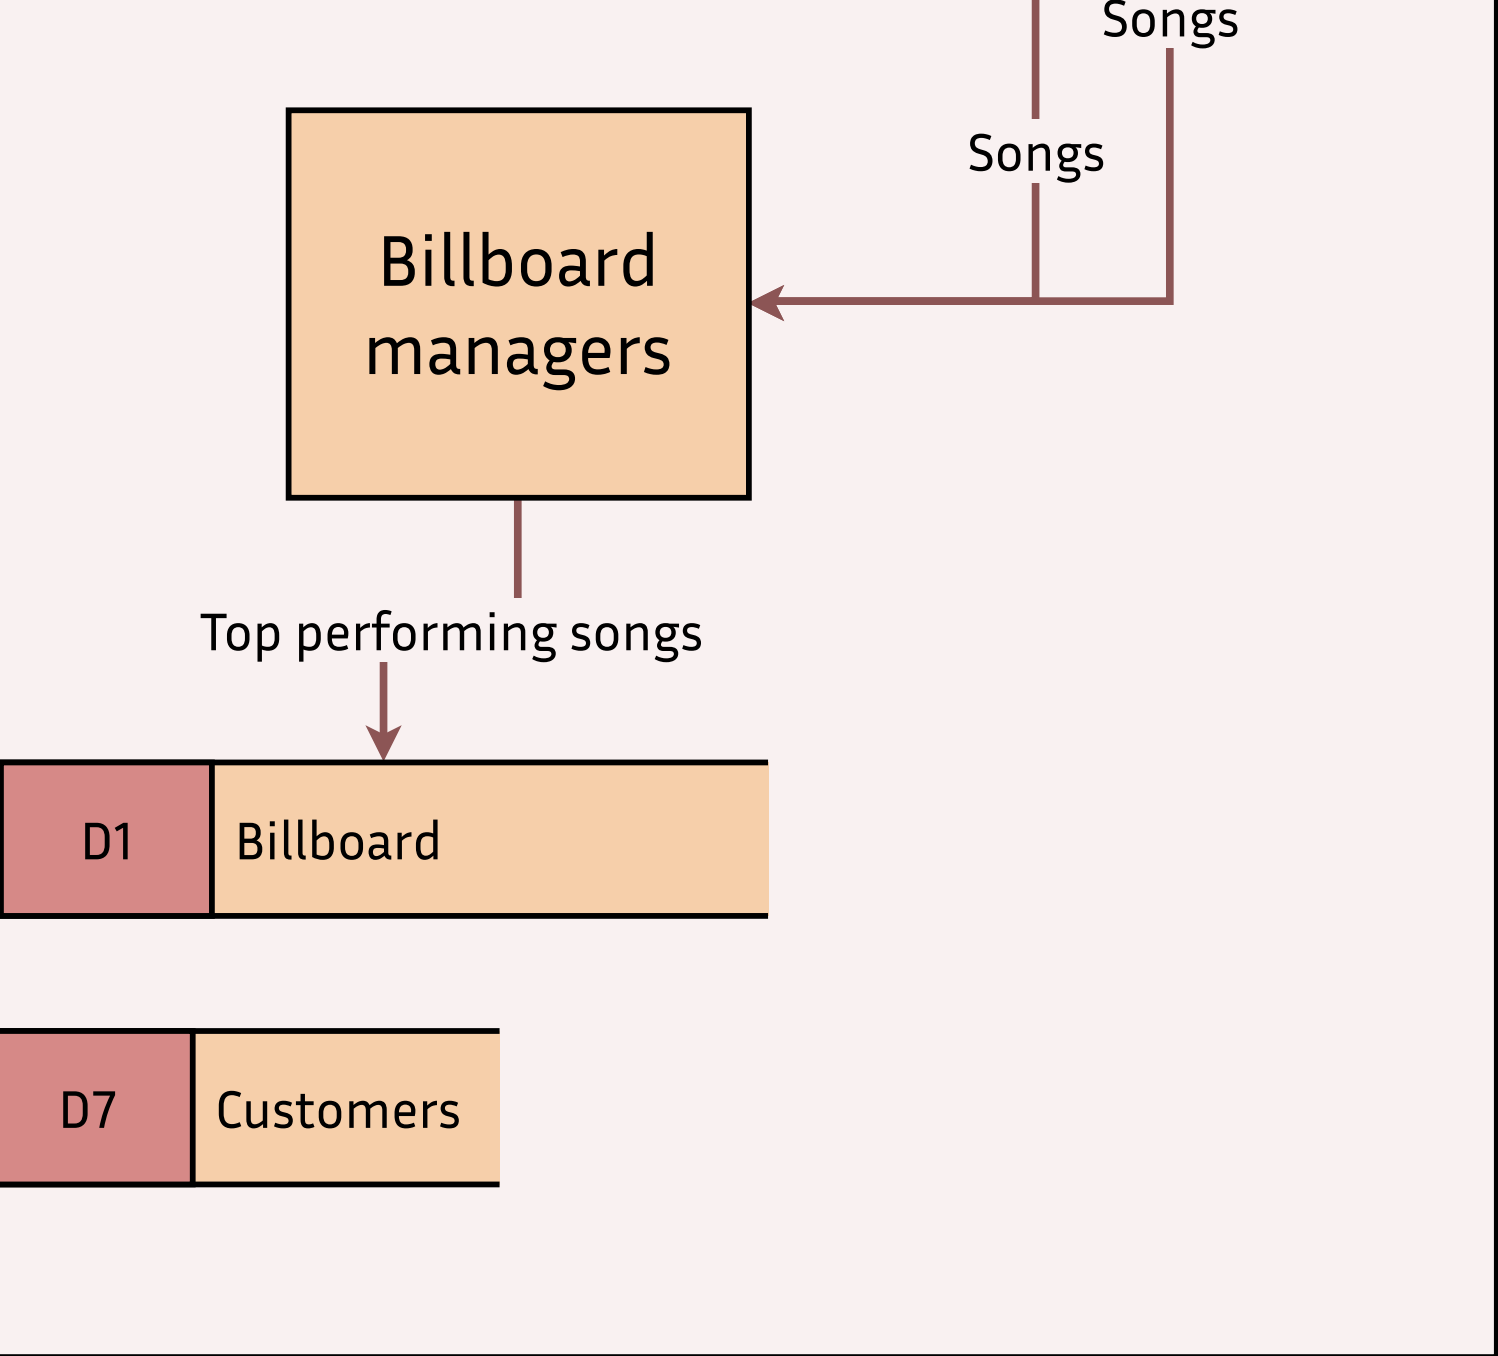 Songs
Songs
Billboard
managers
Top performing songs
D1
Billboard
D7
Customers